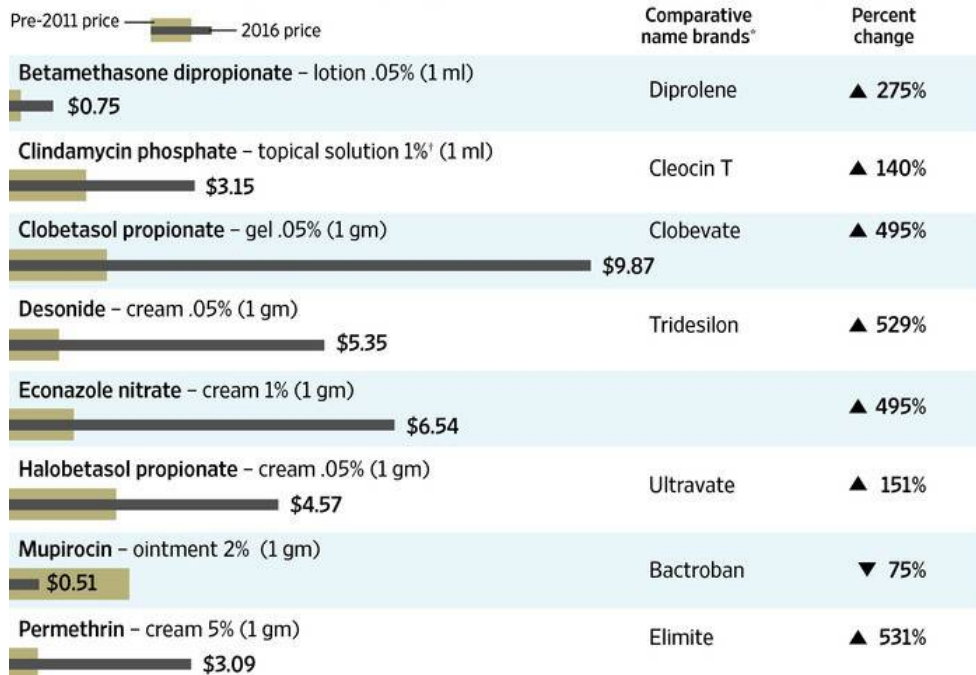 Pre-2011 price
2016 price
Comparative
name brands*
Percent
change
Betamethasone dipropionate – lotion .05% (1 ml)
$0.75
Diprolene
▲ 275%
Clindamycin phosphate – topical solution 1%† (1 ml)
$3.15
Cleocin T
▲ 140%
Clobetasol propionate – gel .05% (1 gm)
$9.87
Clobevate
▲ 495%
Desonide – cream .05% (1 gm)
$5.35
Tridesilon
▲ 529%
Econazole nitrate – cream 1% (1 gm)
$6.54
▲ 495%
Halobetasol propionate – cream .05% (1 gm)
$4.57
Ultravate
▲ 151%
Mupirocin – ointment 2% (1 gm)
$0.51
Bactroban
▼ 75%
Permethrin – cream 5% (1 gm)
$3.09
Elimite
▲ 531%